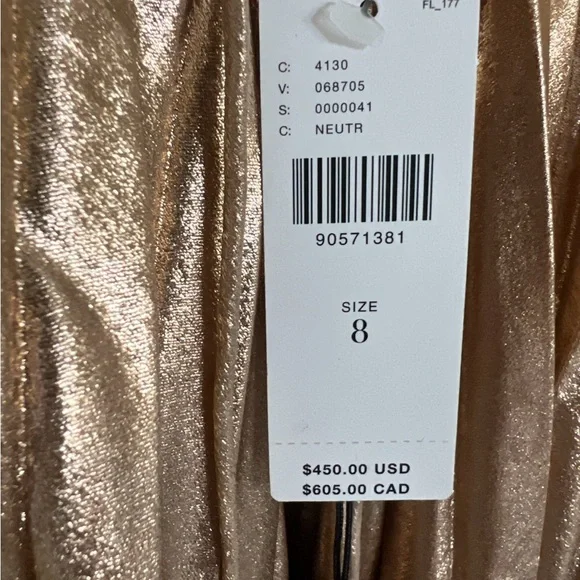 FL_177
C: 4130
V: 068705
S: 0000041
C: NEUTR
90571381
SIZE
8
$450.00 USD
$605.00 CAD